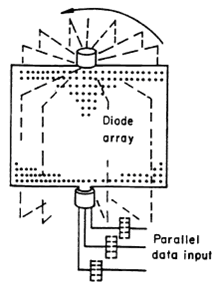 Diode
array
Parallel
data input